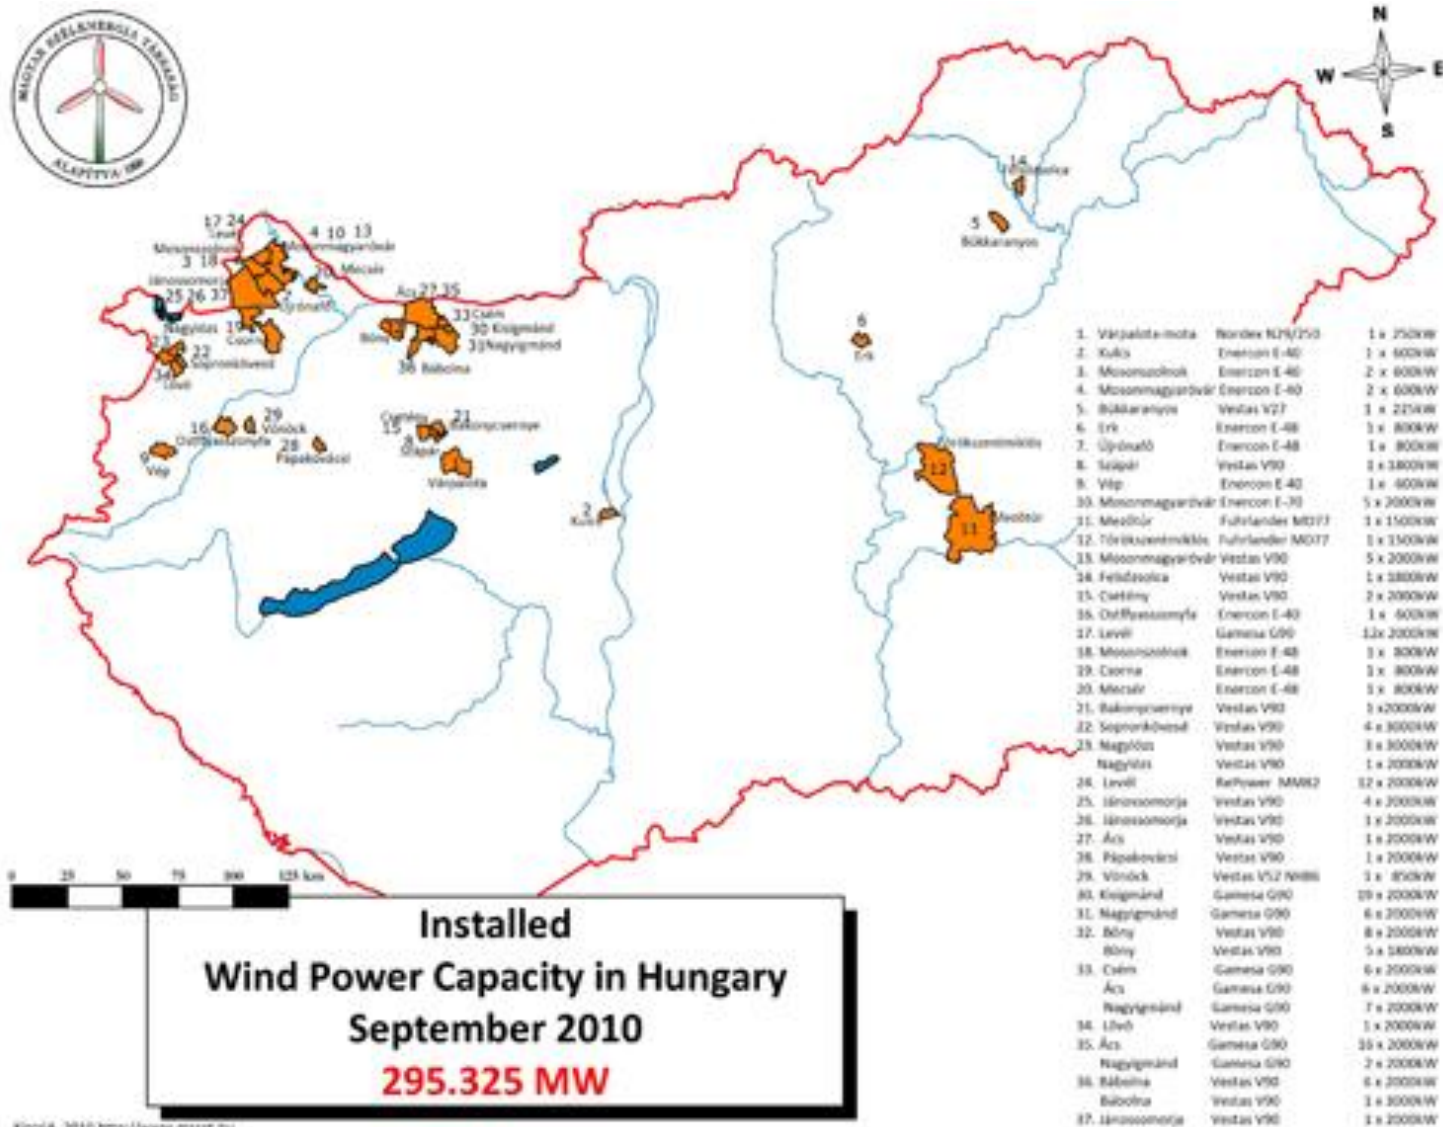 MAGYAR SZÉLENERGIA TÁRSASÁG
ALAPÍTVA
N
W E
S
14
5
Bükkaranyos
17 24
4 10 13
Mosonmagyaróvár
Mosonszolnok
3 18
Mecsér
Jánossomorja
25 26 37
Újrónafő
Nagylózs
19
Csorna
22
Sopronkövesd
Lövő
Ács 27 35
33 Csém
30 Kisigmánd
31 Nagyigmánd
Bőny
36 Bábolna
6
Erk
16
Ostffyasszonyfa
29
Vönöck
28
Pápakovácsi
9
Vép
Csetény
15
21
Bakonycsernye
8
Szápár
Várpalota
2
Kulcs
Törökszentmiklós
12
11
Mezőtúr
0 25 50 75 100 125 km
Installed
Wind Power Capacity in Hungary
September 2010
295.325 MW
1. Várpalota-Inota Nordex N29/250 1 x 250kW
2. Kulcs Enercon E-40 1 x 600kW
3. Mosonszolnok Enercon E-40 2 x 600kW
4. Mosonmagyaróvár Enercon E-40 2 x 600kW
5. Bükkaranyos Vestas V27 1 x 225kW
6. Erk Enercon E-48 1 x 800kW
7. Újrónafő Enercon E-48 1 x 800kW
8. Szápár Vestas V90 1 x 1800kW
9. Vép Enercon E-40 1 x 600kW
10. Mosonmagyaróvár Enercon E-70 5 x 2000kW
11. Mezőtúr Fuhrlander MD77 1 x 1500kW
12. Törökszentmiklós Fuhrlander MD77 1 x 1500kW
13. Mosonmagyaróvár Vestas V90 5 x 2000kW
14. Felsőzsolca Vestas V90 1 x 1800kW
15. Csetény Vestas V90 2 x 2000kW
16. Ostffyasszonyfa Enercon E-40 1 x 600kW
17. Levél Gamesa G90 12x 2000kW
18. Mosonszolnok Enercon E-48 1 x 800kW
19. Csorna Enercon E-48 1 x 800kW
20. Mecsér Enercon E-48 1 x 800kW
21. Bakonycsernye Vestas V90 1 x2000kW
22. Sopronkövesd Vestas V90 4 x 3000kW
23. Nagylózs Vestas V90 3 x 3000kW
Nagylózs Vestas V90 1 x 2000kW
24. Levél RePower MM82 12 x 2000kW
25. Jánossomorja Vestas V90 4 x 2000kW
26. Jánossomorja Vestas V90 1 x 2000kW
27. Ács Vestas V90 1 x 2000kW
28. Pápakovácsi Vestas V90 1 x 2000kW
29. Vönöck Vestas V52 1 x 850kW
30. Kisigmánd Gamesa G90 19 x 2000kW
31. Nagyigmánd Gamesa G90 6 x 2000kW
32. Bőny Vestas V90 8 x 2000kW
Bőny Vestas V90 5 x 1800kW
33. Csém Gamesa G90 6 x 2000kW
Ács Gamesa G90 6 x 2000kW
Nagyigmánd Gamesa G90 7 x 2000kW
34. Lövő Vestas V90 1 x 2000kW
35. Ács Gamesa G90 16 x 2000kW
Nagyigmánd Gamesa G90 2 x 2000kW
36. Bábolna Vestas V90 6 x 2000kW
Bábolna Vestas V90 1 x 3000kW
37. Jánossomorja Vestas V90 1 x 2000kW